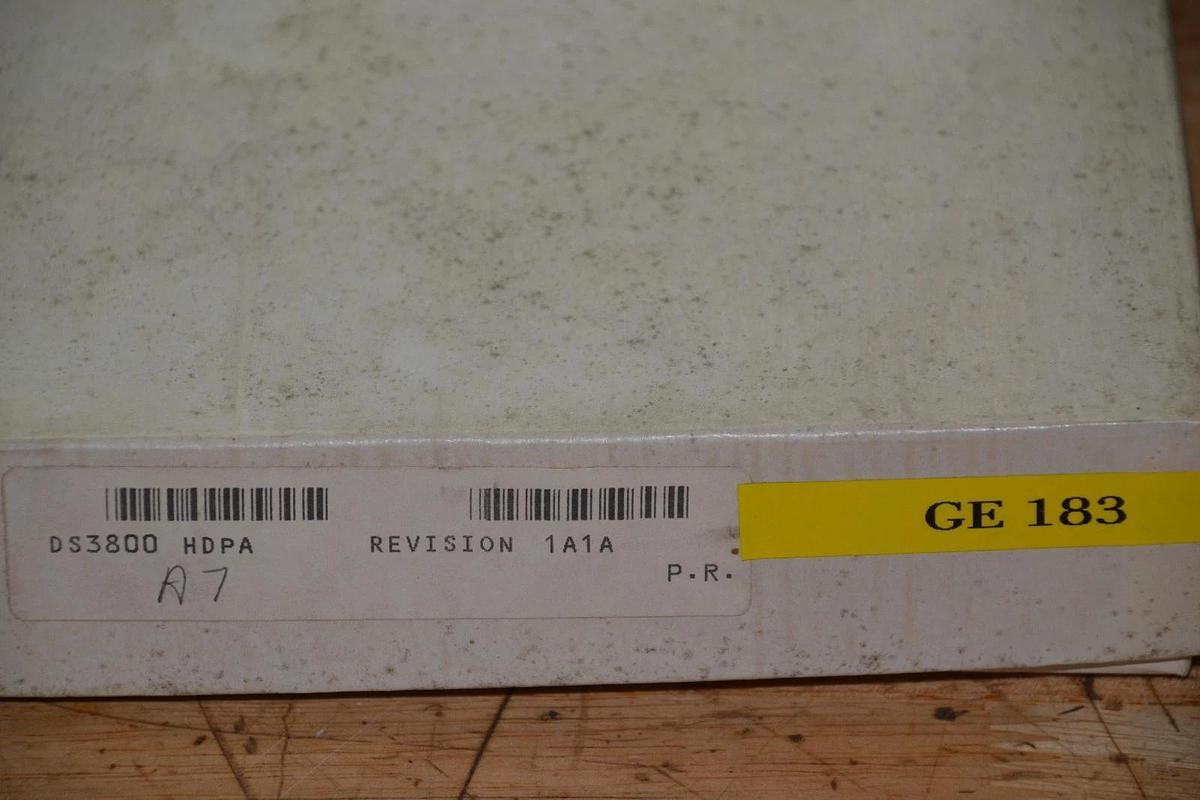 DS3800 HDPA REVISION 1A1A
A7
P.R.
GE 183